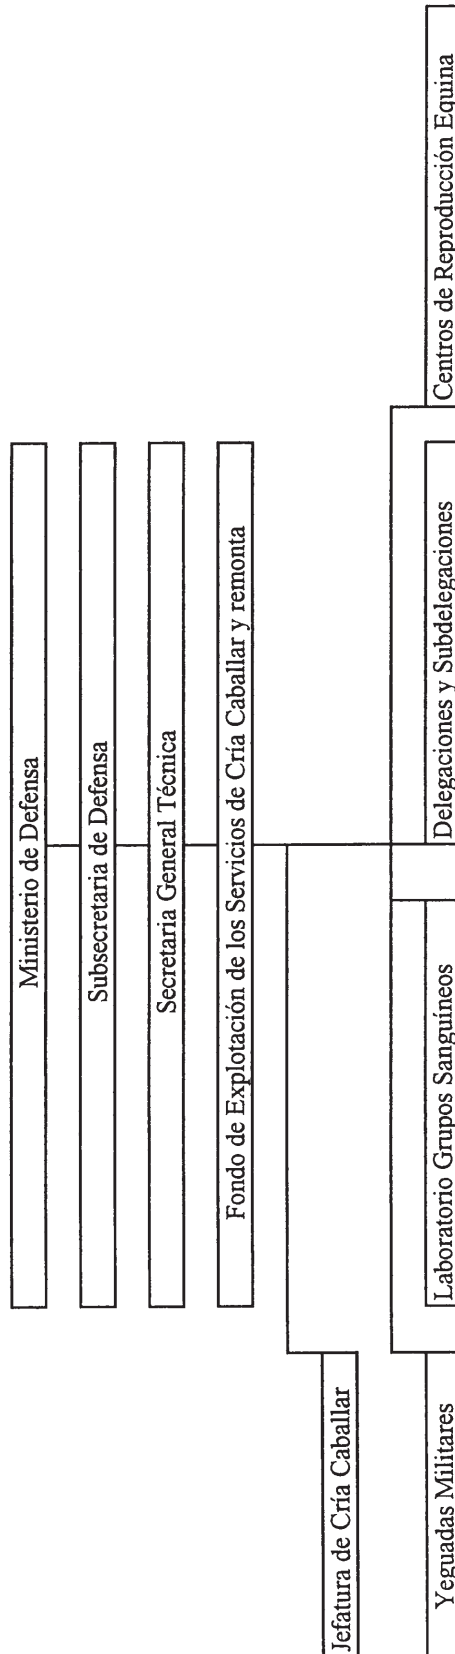 Ministerio de Defensa
Subsecretaria de Defensa
Secretaria General Técnica
Fondo de Explotación de los Servicios de Cría Caballar y remonta
Jefatura de Cría Caballar
Yeguadas Militares
Laboratorio Grupos Sanguíneos
Delegaciones y Subdelegaciones
Centros de Reproducción Equina